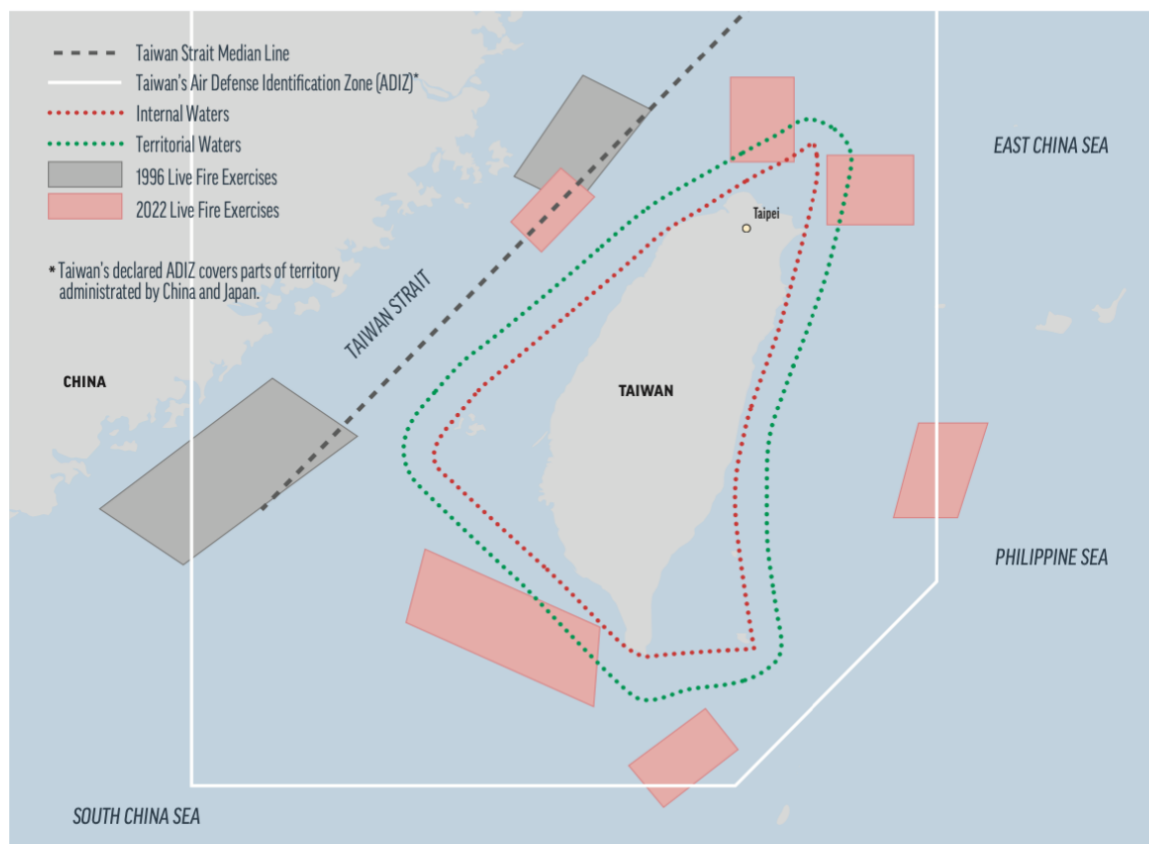 Taiwan Strait Median Line
Taiwan's Air Defense Identification Zone (ADIZ)*
Internal Waters
Territorial Waters
1996 Live Fire Exercises
2022 Live Fire Exercises
* Taiwan's declared ADIZ covers parts of territory
administrated by China and Japan.
EAST CHINA SEA
Taipei
TAIWAN STRAIT
CHINA
TAIWAN
PHILIPPINE SEA
SOUTH CHINA SEA